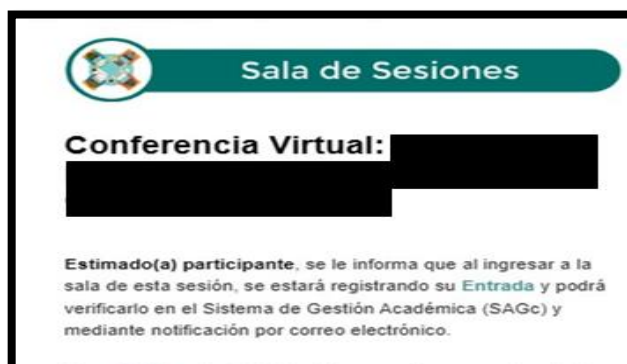 Sala de Sesiones
Conferencia Virtual:
Estimado(a) participante, se le informa que al ingresar a la
sala de esta sesión, se estará registrando su Entrada y podrá
verificarlo en el Sistema de Gestión Académica (SAGc) y
mediante notificación por correo electrónico.